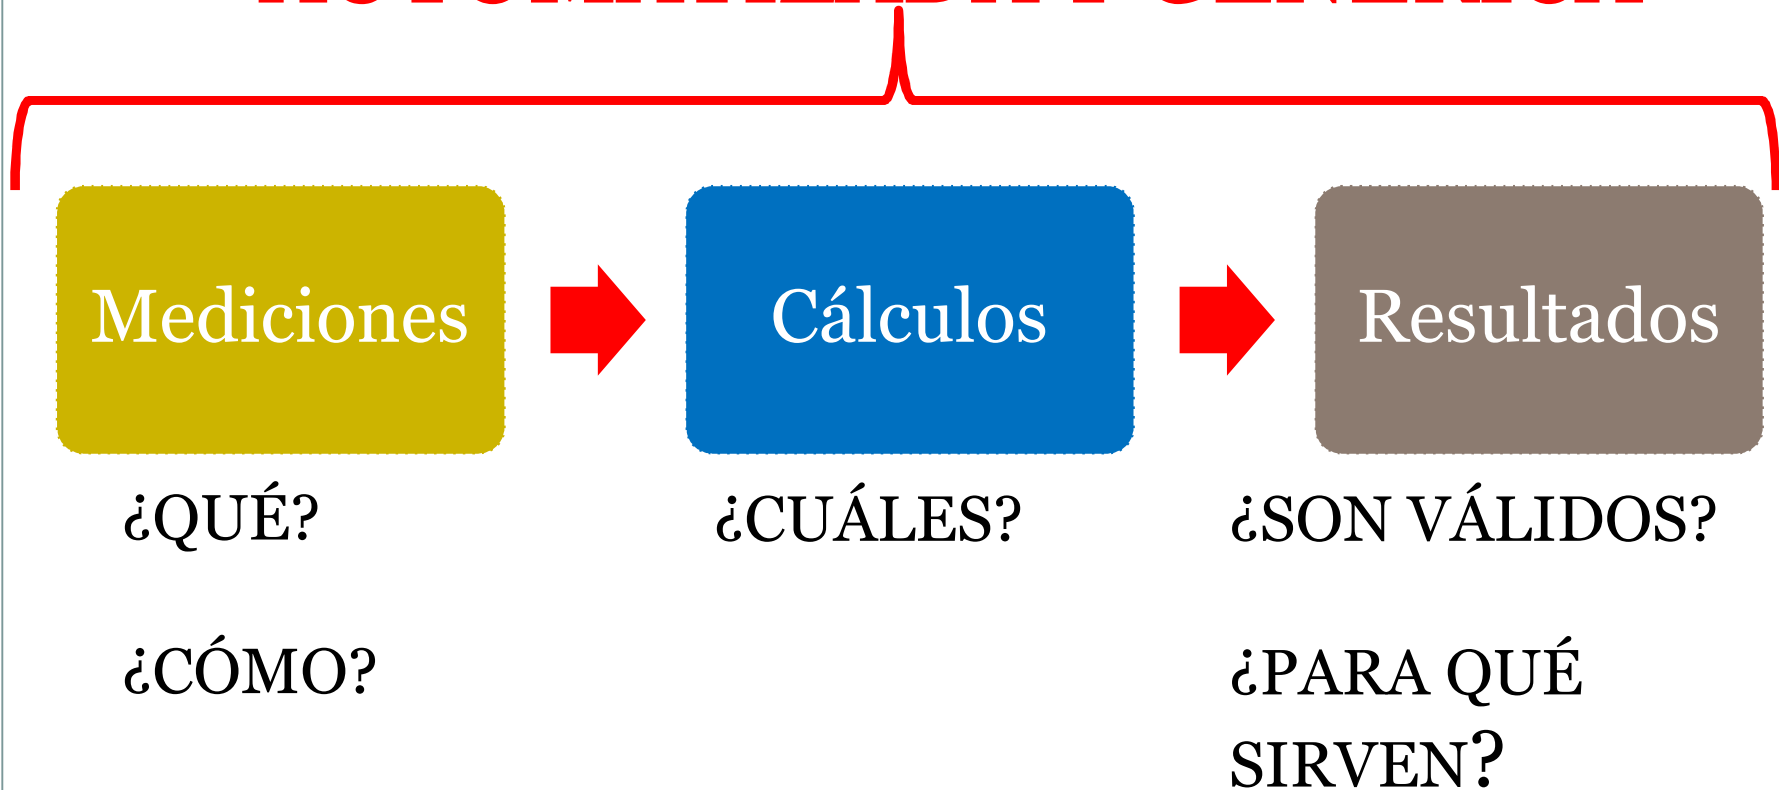 Mediciones
Cálculos
Resultados
¿QUÉ?
¿CUÁLES?
¿SON VÁLIDOS?
¿CÓMO?
¿PARA QUÉ
SIRVEN?